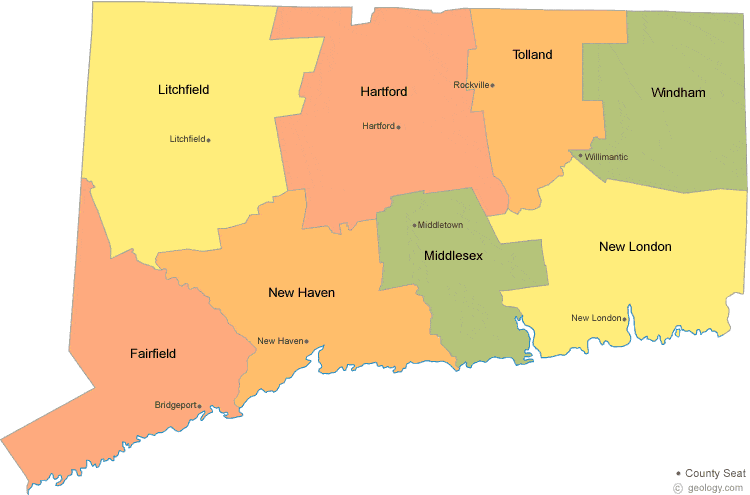 Tolland
Litchfield
Hartford
Rockville
Windham
Hartford
Litchfield
Willimantic
Middletown
New London
Middlesex
New Haven
New London
New Haven
Fairfield
Bridgeport
County Seat
© geology.com